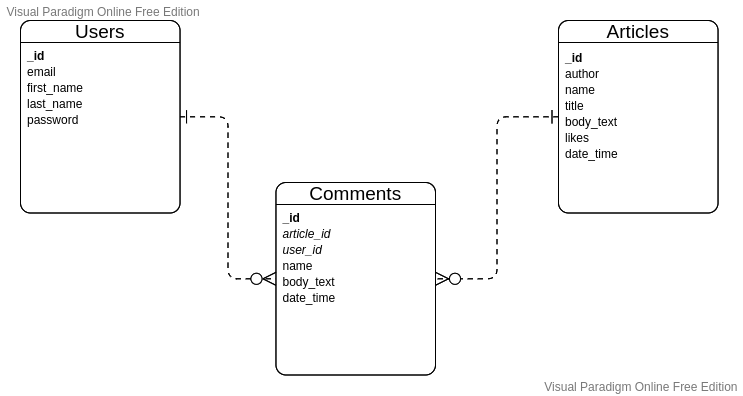 Visual Paradigm Online Free Edition
Users
_id
email
first_name
last_name
password
Articles
_id
author
name
title
body_text
likes
date_time
Comments
_id
article_id
user_id
name
body_text
date_time
Visual Paradigm Online Free Edition